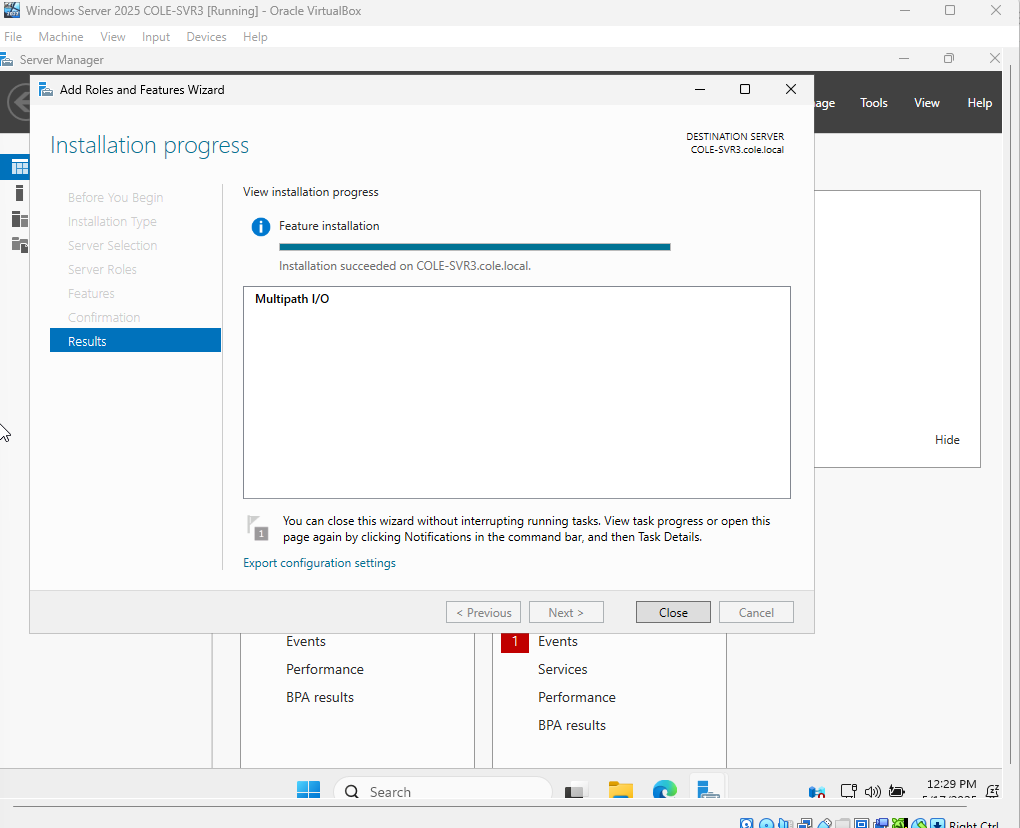 Windows Server 2025 COLE-SVR3 [Running] - Oracle VirtualBox
File Machine View Input Devices Help
Server Manager
Add Roles and Features Wizard
Tools View Help
Installation progress
DESTINATION SERVER
COLE-SVR3.cole.local
Before You Begin
Installation Type
Server Selection
Server Roles
Features
Confirmation
Results
View installation progress
Feature installation
Installation succeeded on COLE-SVR3.cole.local.
Multipath I/O
Hide
1
You can close this wizard without interrupting running tasks. View task progress or open this
page again by clicking Notifications in the command bar, and then Task Details.
Export configuration settings
< Previous Next > Close Cancel
Events
Performance
BPA results
1 Events
Services
Performance
BPA results
Search
12:29 PM
Right Ctrl